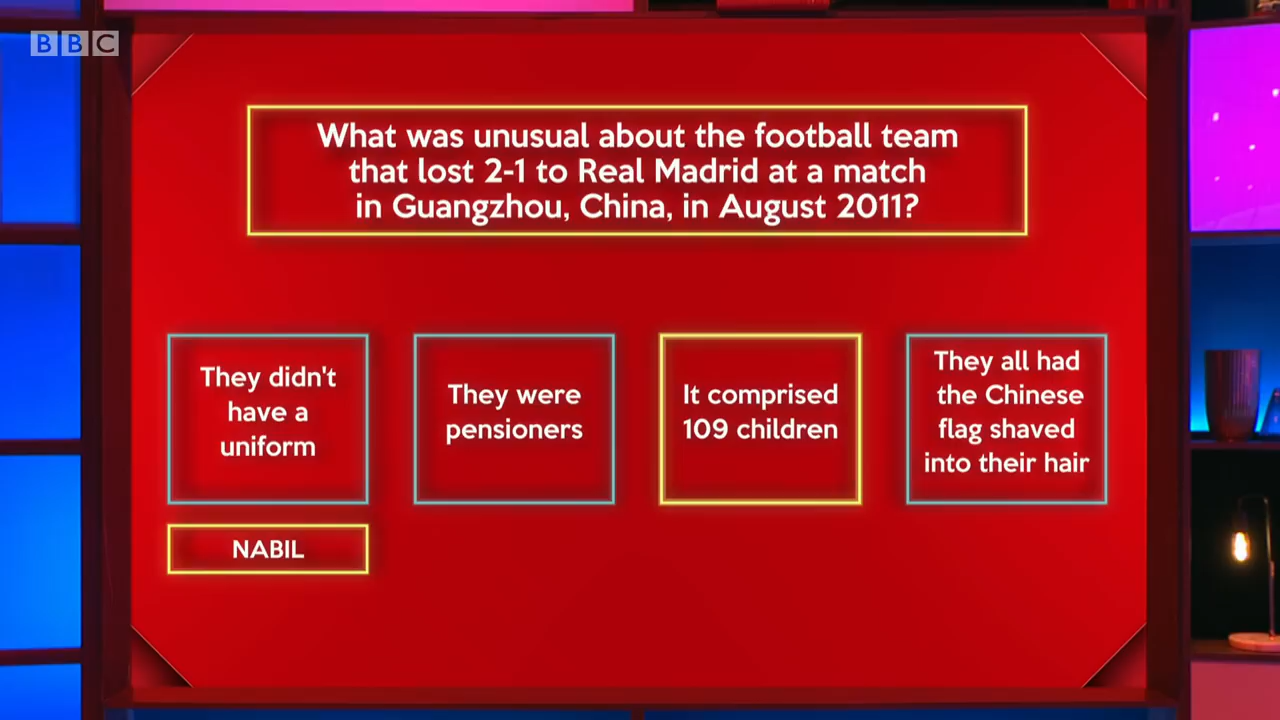 BBC
What was unusual about the football team
that lost 2-1 to Real Madrid at a match
in Guangzhou, China, in August 2011?
They didn't
have a
uniform
They were
pensioners
It comprised
109 children
They all had
the Chinese
flag shaved
into their hair
NABIL